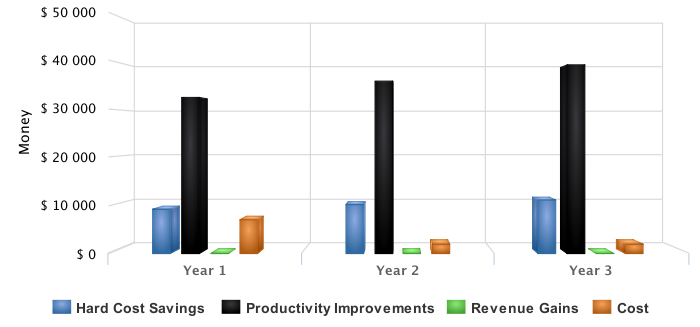 $ 50 000
$ 40 000
$ 30 000
$ 20 000
$ 10 000
$ 0
Money
Year 1 Year 2 Year 3
Hard Cost Savings Productivity Improvements Revenue Gains Cost